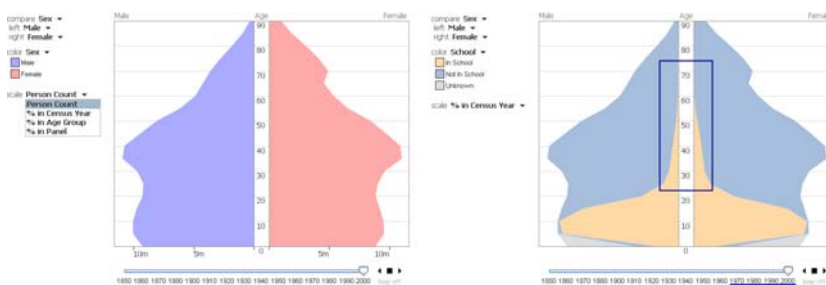 compare Sex
left Male
right Female
color Sex
Male
Female
scale Person Count
Person Count
% in Census Year
% in Age Group
% in Panel
Male Age Female
90
80
70
60
50
40
30
20
10
0
10m 5m 5m 10m
1850 1860 1870 1880 1890 1900 1910 1920 1930 1940 1950 1960 1970 1980 1990 2000
compare Sex
left Male
right Female
color School
In School
Not In School
Unknown
scale % in Census Year
Male Age Female
90
80
70
60
50
40
30
20
10
0
1850 1860 1870 1880 1890 1900 1910 1920 1930 1940 1950 1960 1970 1980 1990 2000